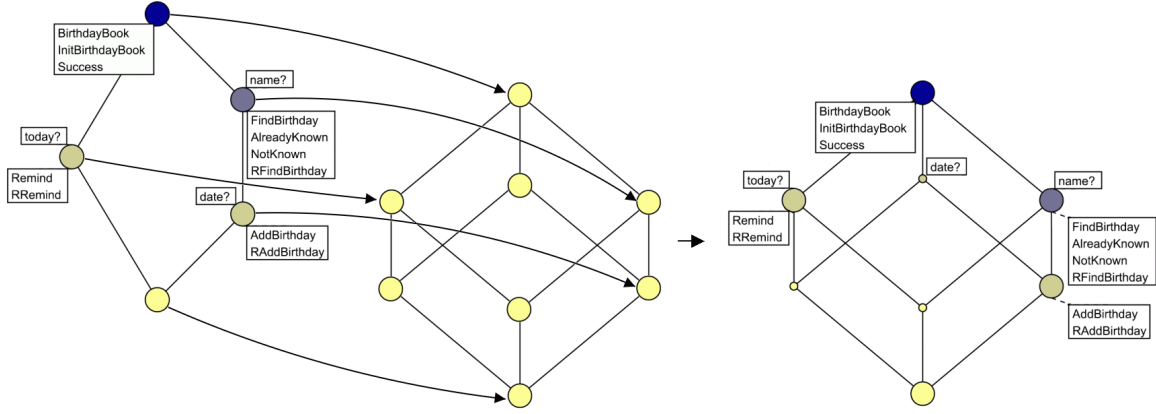 BirthdayBook
InitBirthdayBook
Success
name?
FindBirthday
AlreadyKnown
NotKnown
RFindBirthday
today?
Remind
RRemind
date?
AddBirthday
RAddBirthday
BirthdayBook
InitBirthdayBook
Success
date?
today?
name?
Remind
RRemind
FindBirthday
AlreadyKnown
NotKnown
RFindBirthday
AddBirthday
RAddBirthday